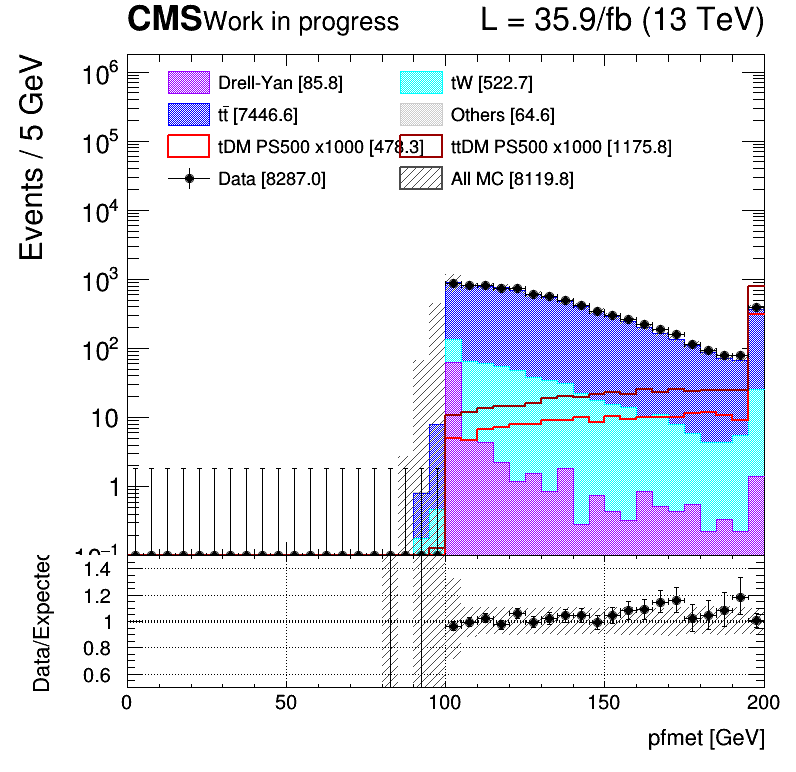 CMS Work in progress L = 35.9/fb (13 TeV)
Events / 5 GeV
Drell-Yan [85.8] tW [522.7]
tt̄ [7446.6] Others [64.6]
tDM PS500 x1000 [478.3] ttDM PS500 x1000 [1175.8]
Data [8287.0] All MC [8119.8]
10⁶
10⁵
10⁴
10³
10²
10
1
10⁻¹
Data/Expected
1.4
1.2
1
0.8
0.6
0 50 100 150 200
pfmet [GeV]